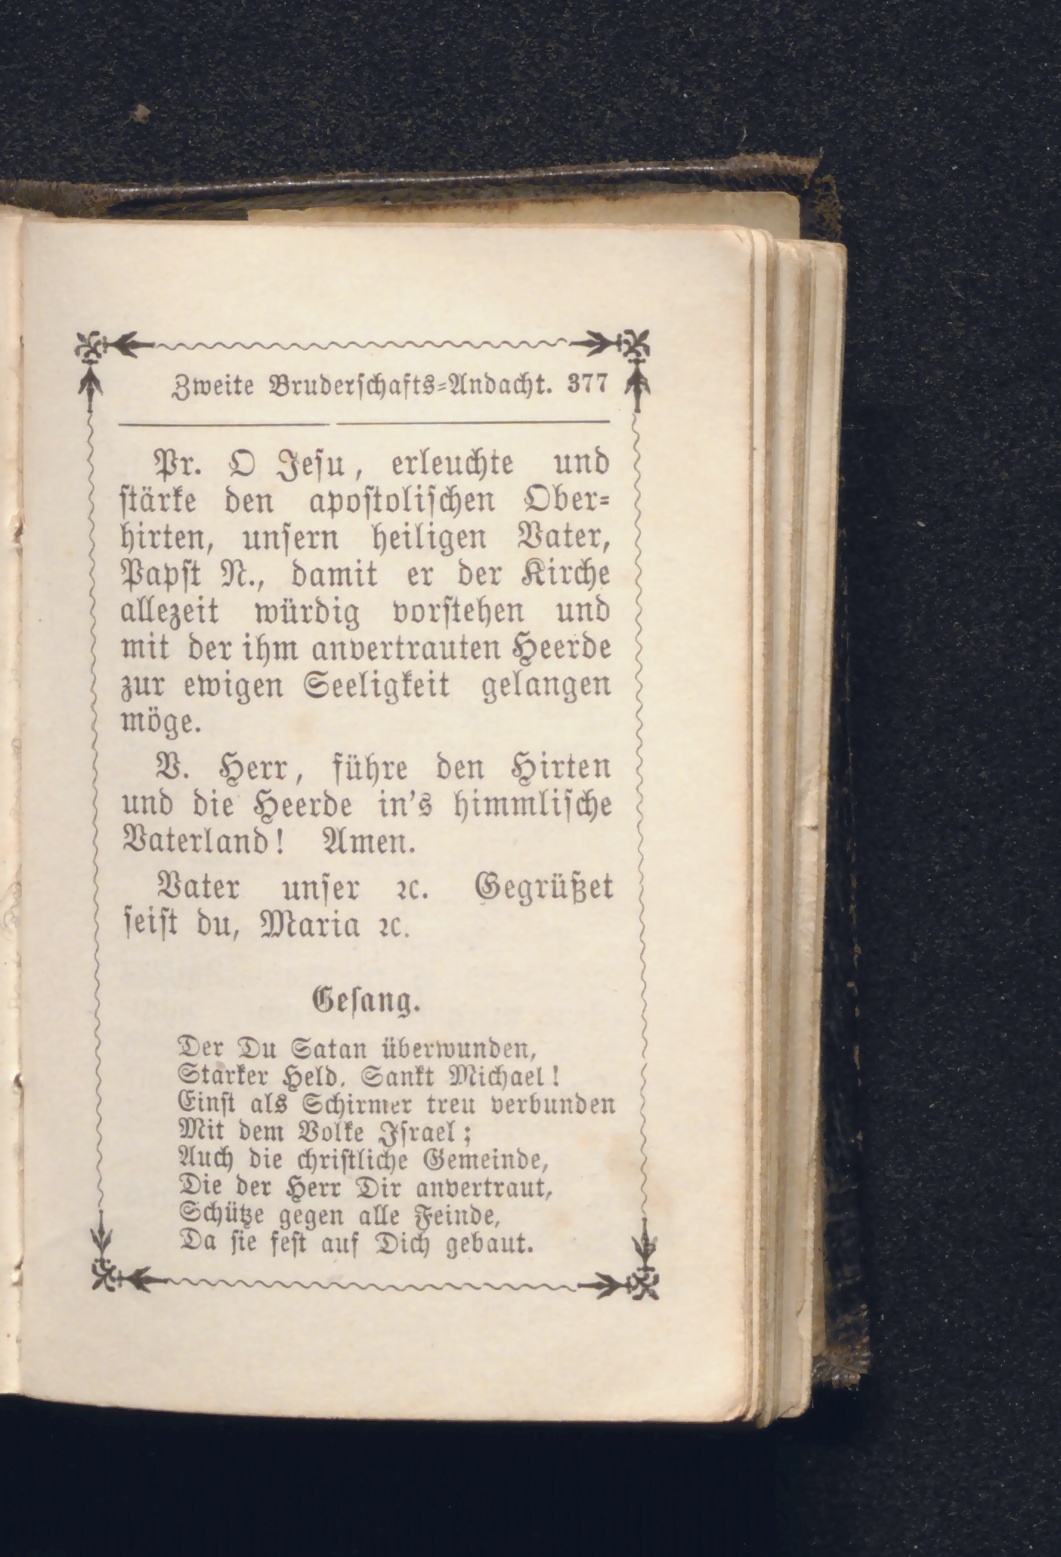 Zweite Bruderschafts-Andacht. 377
Pr. O Jesu, erleuchte und
stärke den apostolischen Ober-
hirten, unsern heiligen Vater,
Papst N., damit er der Kirche
allezeit würdig vorstehen und
mit der ihm anvertrauten Heerde
zur ewigen Seeligkeit gelangen
möge.
V. Herr, führe den Hirten
und die Heerde in's himmlische
Vaterland! Amen.
Vater unser ꝛc. Gegrüßet
seist du, Maria ꝛc.
Gesang.
Der Du Satan überwunden,
Starker Held, Sankt Michael!
Einst als Schirmer treu verbunden
Mit dem Volke Israel;
Auch die christliche Gemeinde,
Die der Herr Dir anvertraut,
Schütze gegen alle Feinde,
Da sie fest auf Dich gebaut.